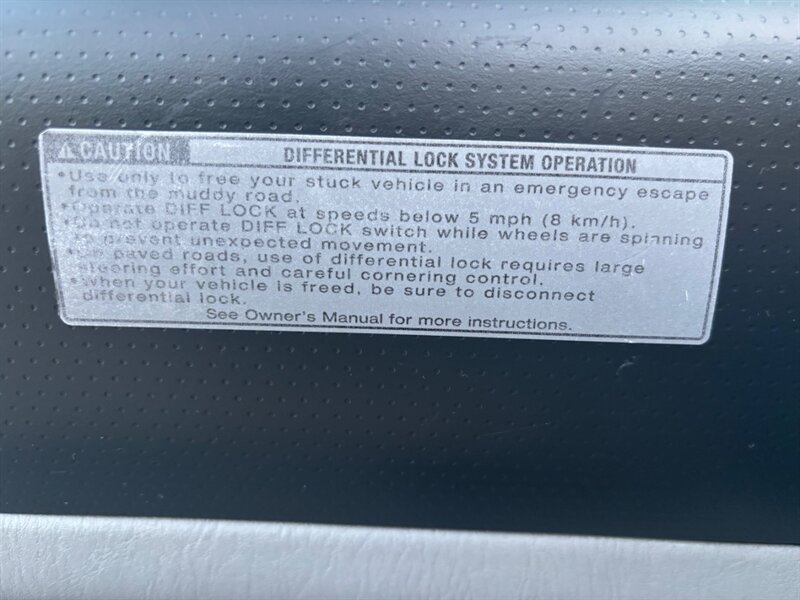 ⚠ CAUTION DIFFERENTIAL LOCK SYSTEM OPERATION
•Use only to free your stuck vehicle in an emergency escape
from the muddy road.
•Operate DIFF LOCK at speeds below 5 mph (8 km/h).
•Do not operate DIFF LOCK switch while wheels are spinning
to prevent unexpected movement.
•On paved roads, use of differential lock requires large
steering effort and careful cornering control.
•When your vehicle is freed, be sure to disconnect
differential lock.
See Owner's Manual for more instructions.